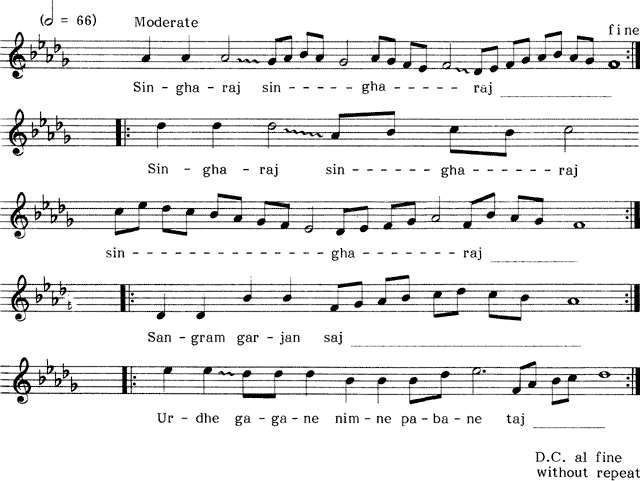 (𝅗𝅥 = 66) Moderate
fine
Sin-gha-raj sin-----gha-----raj
Sin-gha-raj sin------gha------raj
sin----------------gha--------raj
San-gram gar-jan saj
Ur-dhe ga-ga-ne nim-ne pa-ba-ne taj
D.C. al fine
without repeat